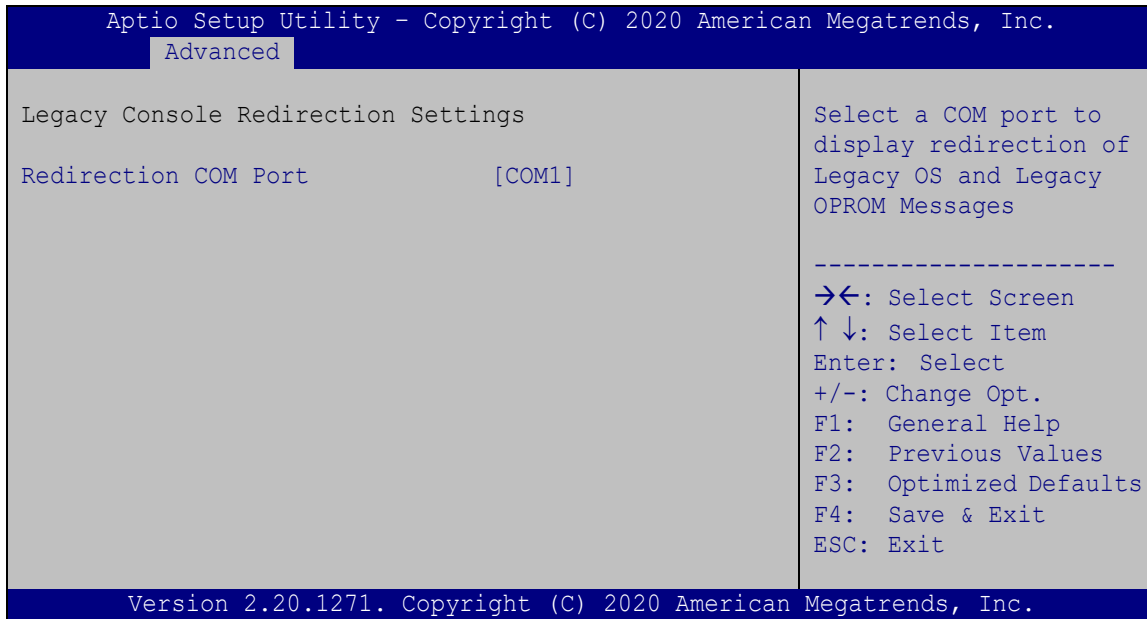 Aptio Setup Utility – Copyright (C) 2020 American Megatrends, Inc.
Advanced
Legacy Console Redirection Settings
Redirection COM Port [COM1]
Select a COM port to
display redirection of
Legacy OS and Legacy
OPROM Messages
---------------------
→←: Select Screen
↑ ↓: Select Item
Enter: Select
+/-: Change Opt.
F1: General Help
F2: Previous Values
F3: Optimized Defaults
F4: Save & Exit
ESC: Exit
Version 2.20.1271. Copyright (C) 2020 American Megatrends, Inc.